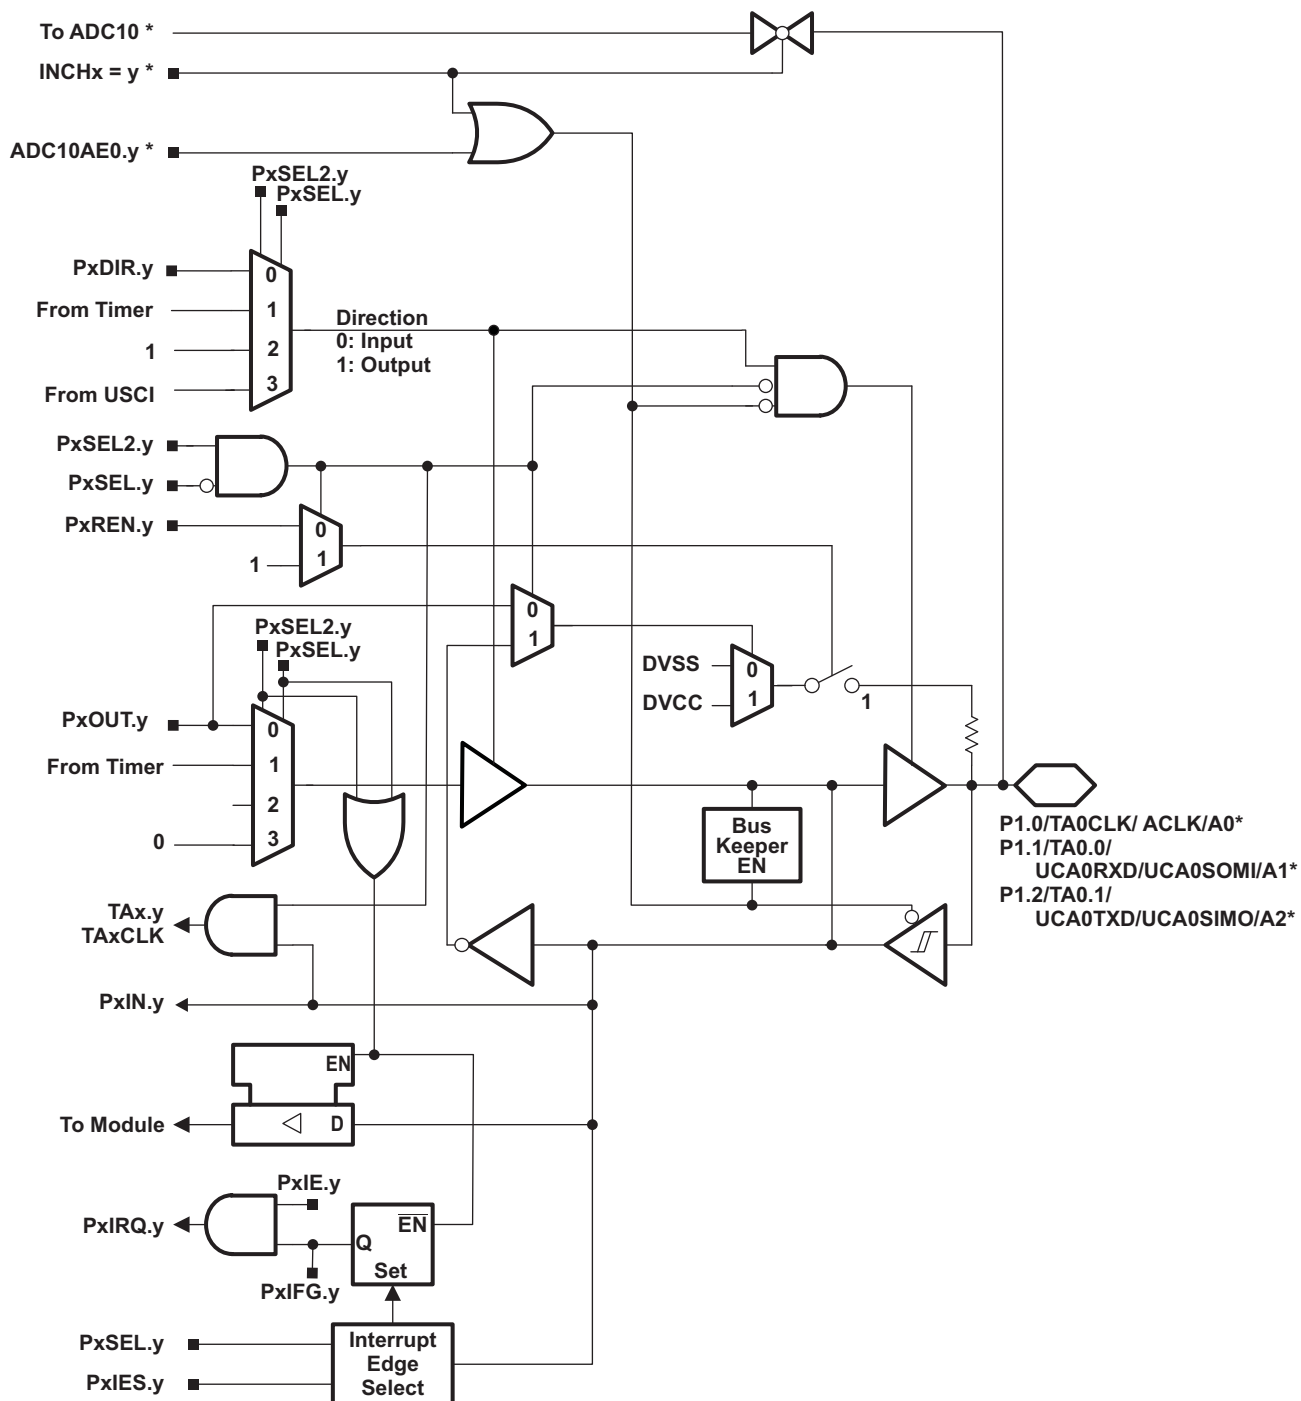 To ADC10 *
INCHx = y *
ADC10AE0.y *
PxSEL2.y
PxSEL.y
PxDIR.y
0
From Timer
1
Direction
0: Input
1: Output
1
2
From USCI
3
PxSEL2.y
PxSEL.y
PxREN.y
0
1
1
0
1
PxSEL2.y
PxSEL.y
DVSS
0
DVCC
1
1
PxOUT.y
0
From Timer
1
2
0
3
Bus
Keeper
EN
P1.0/TA0CLK/ ACLK/A0*
P1.1/TA0.0/
UCA0RXD/UCA0SOMI/A1*
P1.2/TA0.1/
UCA0TXD/UCA0SIMO/A2*
TAx.y
TAxCLK
PxIN.y
EN
To Module
D
PxIE.y
PxIRQ.y
EN
Q
Set
PxIFG.y
PxSEL.y
PxIES.y
Interrupt
Edge
Select